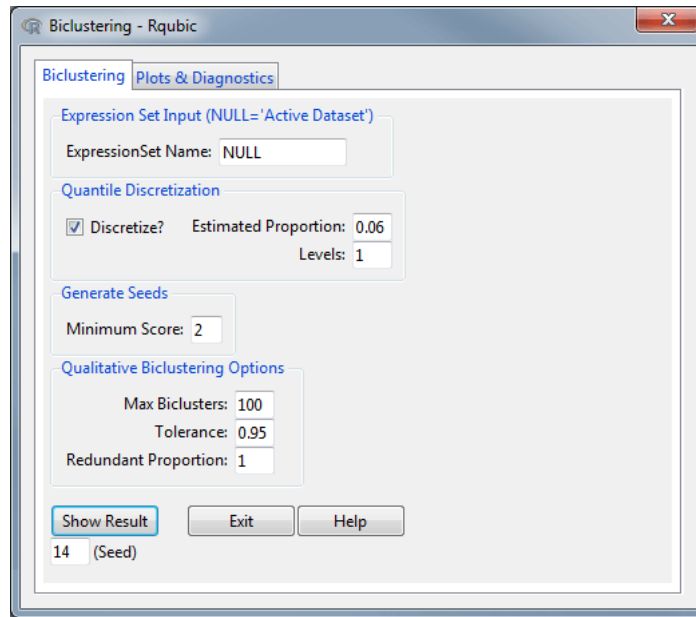 Biclustering - Rqubic
Biclustering Plots & Diagnostics
Expression Set Input (NULL='Active Dataset')
ExpressionSet Name: NULL
Quantile Discretization
Discretize? Estimated Proportion: 0.06
Levels: 1
Generate Seeds
Minimum Score: 2
Qualitative Biclustering Options
Max Biclusters: 100
Tolerance: 0.95
Redundant Proportion: 1
Show Result Exit Help
14 (Seed)